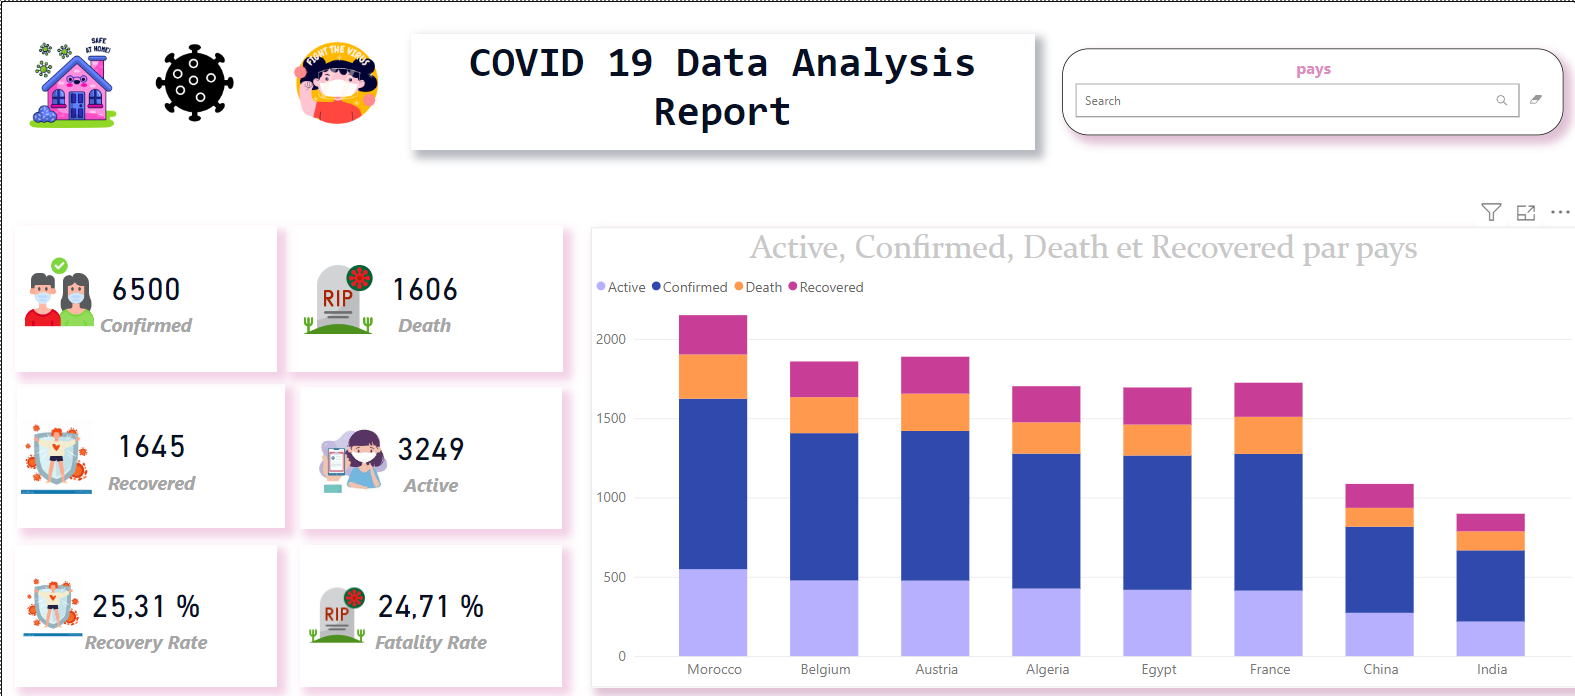 SAFE
AT HOME!
FIGHT THE VIRUS
COVID 19 Data Analysis
Report
pays
Search
6500
Confirmed
RIP
1606
Death
1645
Recovered
3249
Active
25,31 %
Recovery Rate
RIP
24,71 %
Fatality Rate
Active, Confirmed, Death et Recovered par pays
Active Confirmed Death Recovered
2000
1500
1000
500
0
Morocco Belgium Austria Algeria Egypt France China India